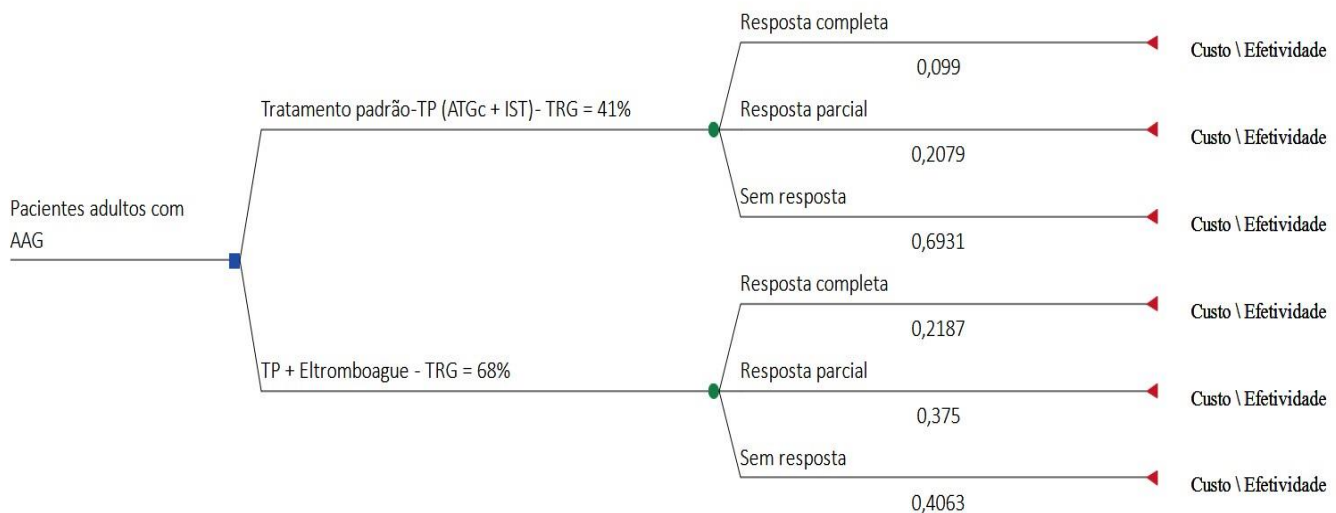 Resposta completa
Custo \ Efetividade
0,099
Tratamento padrão-TP (ATGc + IST)- TRG = 41%
Resposta parcial
Custo \ Efetividade
0,2079
Sem resposta
Custo \ Efetividade
0,6931
Pacientes adultos com
AAG
Resposta completa
Custo \ Efetividade
0,2187
TP + Eltromboague - TRG = 68%
Resposta parcial
Custo \ Efetividade
0,375
Sem resposta
Custo \ Efetividade
0,4063